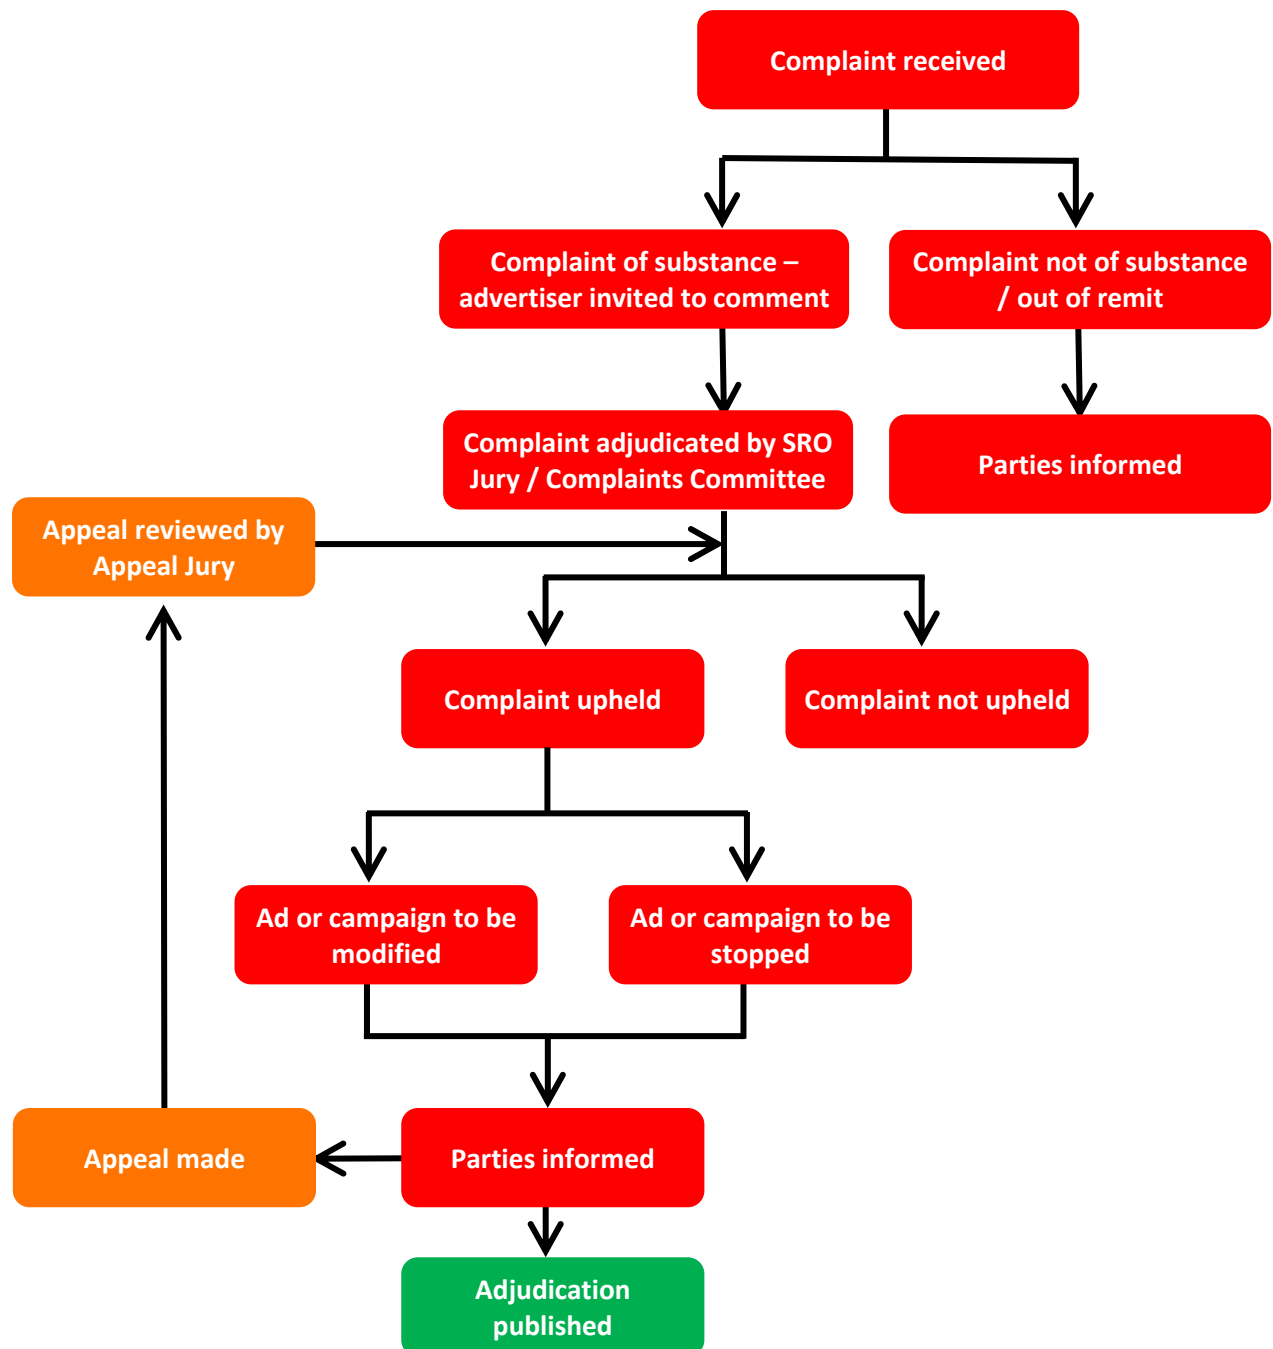 Complaint received
Complaint of substance –
advertiser invited to comment
Complaint not of substance
/ out of remit
Complaint adjudicated by SRO
Jury / Complaints Committee
Parties informed
Appeal reviewed by
Appeal Jury
Complaint upheld
Complaint not upheld
Ad or campaign to be
modified
Ad or campaign to be
stopped
Appeal made
Parties informed
Adjudication
published